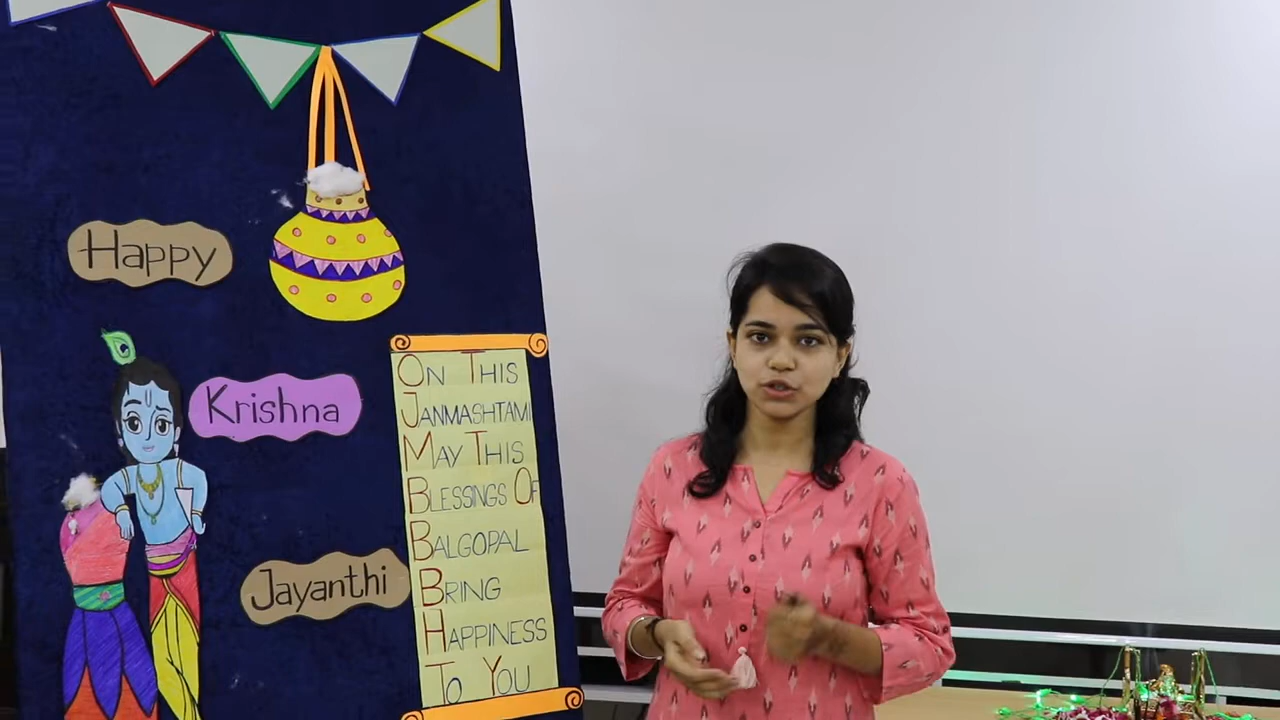 Happy
Krishna
Jayanthi
ON THIS
JANMASHTAMI
MAY THIS
BLESSINGS OF
BALGOPAL
BRING
HAPPINESS
TO YOU